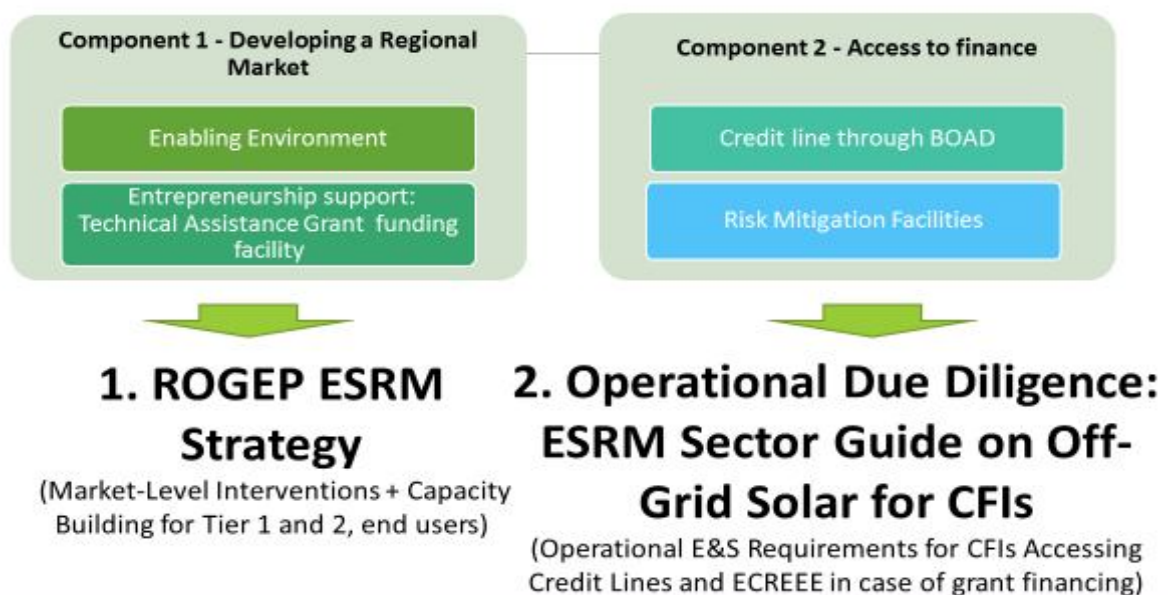 Component 1 - Developing a Regional
Market
Enabling Environment
Entrepreneurship support:
Technical Assistance Grant funding
facility
Component 2 - Access to finance
Credit line through BOAD
Risk Mitigation Facilities
1. ROGEP ESRM
Strategy
(Market-Level Interventions + Capacity
Building for Tier 1 and 2, end users)
2. Operational Due Diligence:
ESRM Sector Guide on Off-
Grid Solar for CFIs
(Operational E&S Requirements for CFIs Accessing
Credit Lines and ECREEE in case of grant financing)